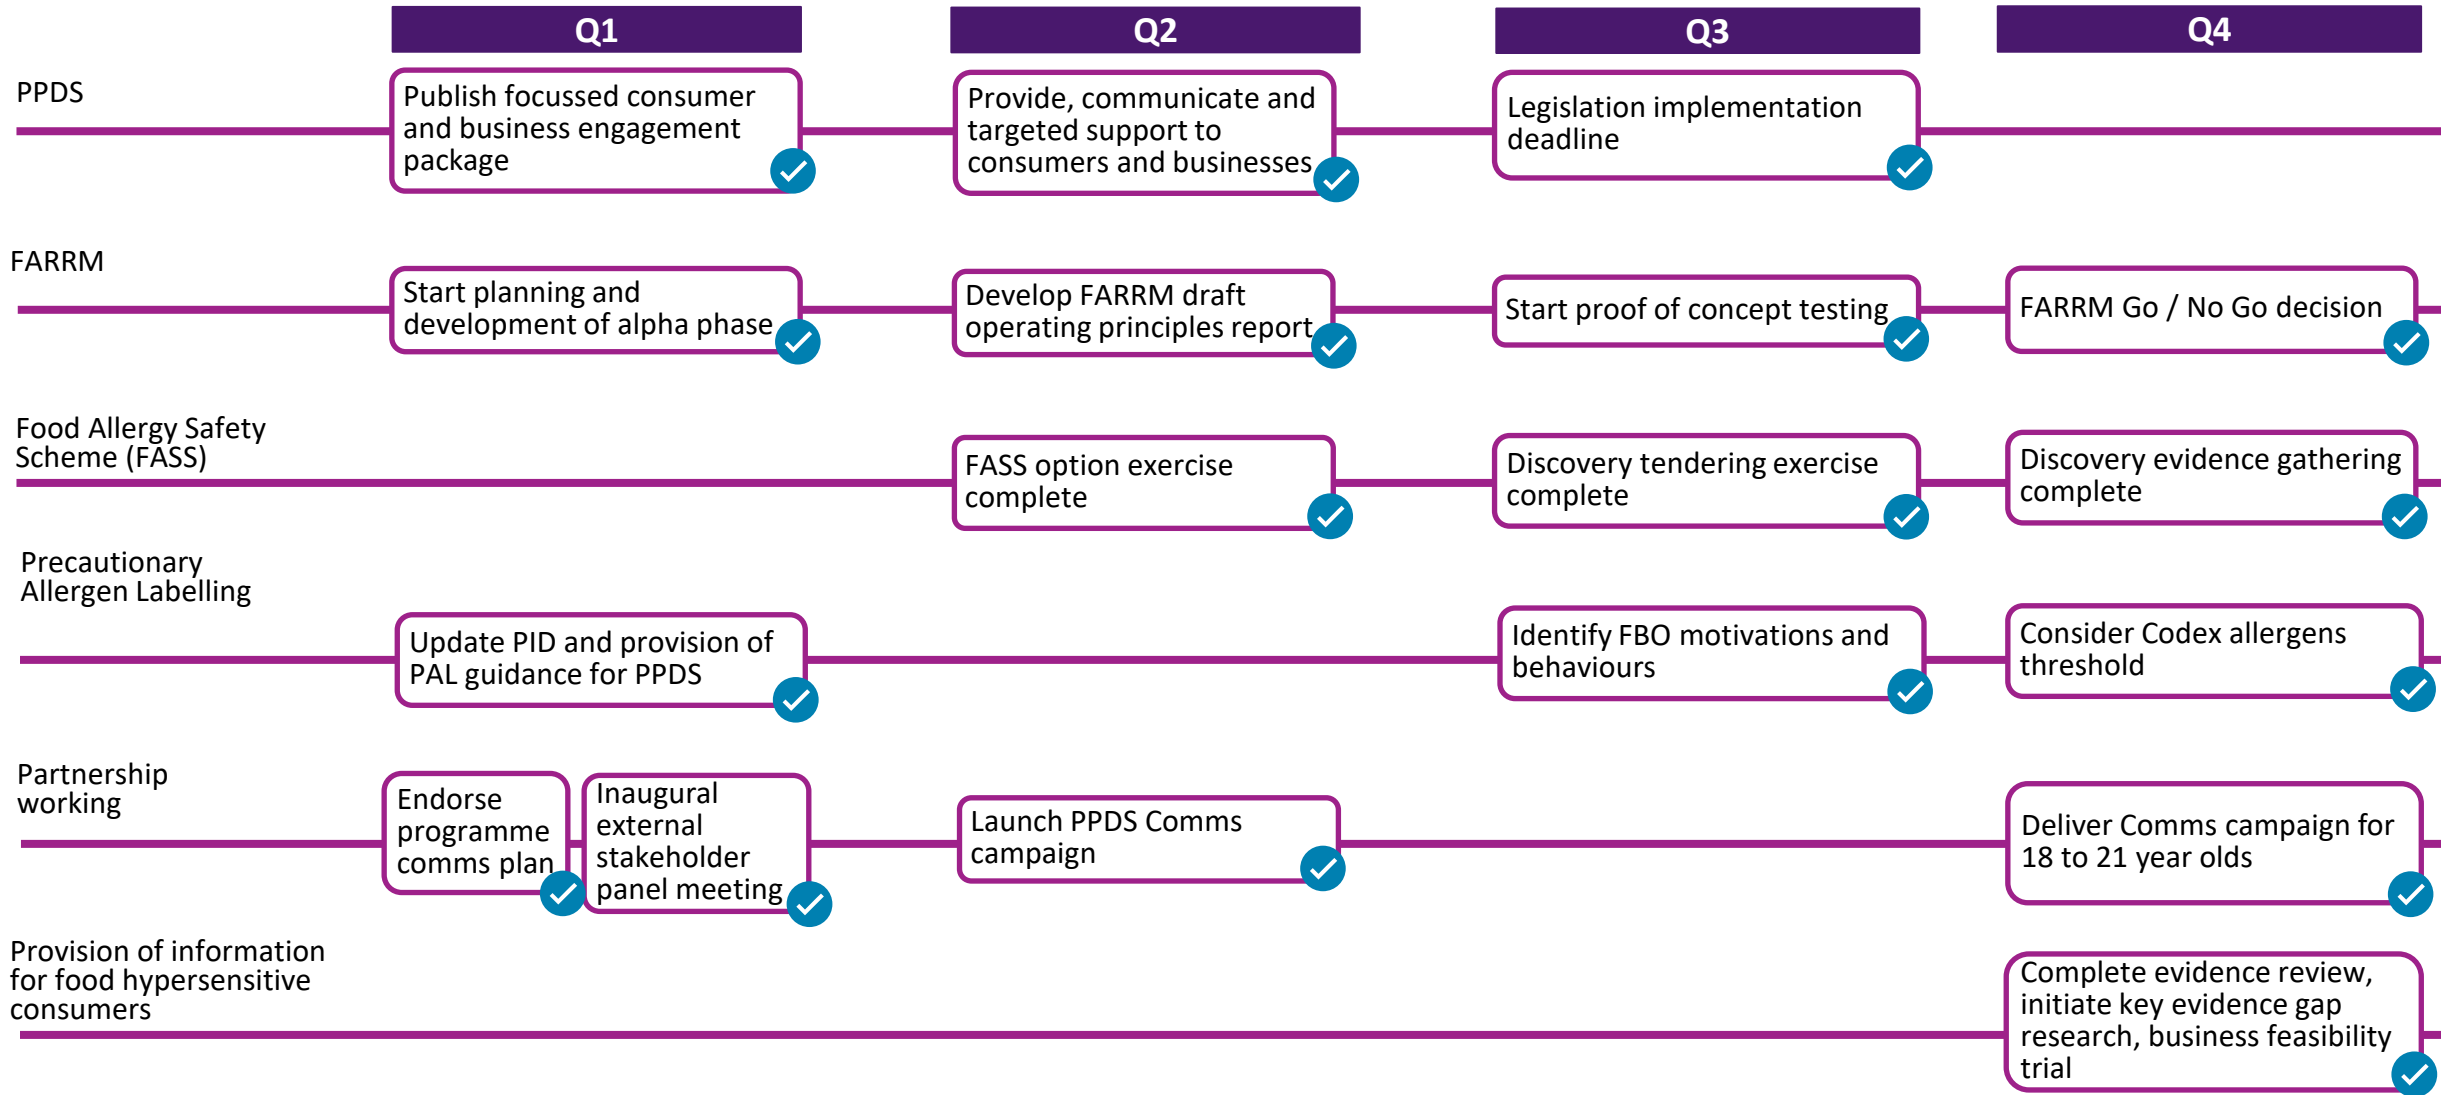 Q1
Q2
Q3
Q4
PPDS
Publish focussed consumer
and business engagement
package
Provide, communicate and
targeted support to
consumers and businesses
Legislation implementation
deadline
FARRM
Start planning and
development of alpha phase
Develop FARRM draft
operating principles report
Start proof of concept testing
FARRM Go / No Go decision
Food Allergy Safety
Scheme (FASS)
FASS option exercise
complete
Discovery tendering exercise
complete
Discovery evidence gathering
complete
Precautionary
Allergen Labelling
Update PID and provision of
PAL guidance for PPDS
Identify FBO motivations and
behaviours
Consider Codex allergens
threshold
Partnership
working
Endorse
programme
comms plan
Inaugural
external
stakeholder
panel meeting
Launch PPDS Comms
campaign
Deliver Comms campaign for
18 to 21 year olds
Provision of information
for food hypersensitive
consumers
Complete evidence review,
initiate key evidence gap
research, business feasibility
trial